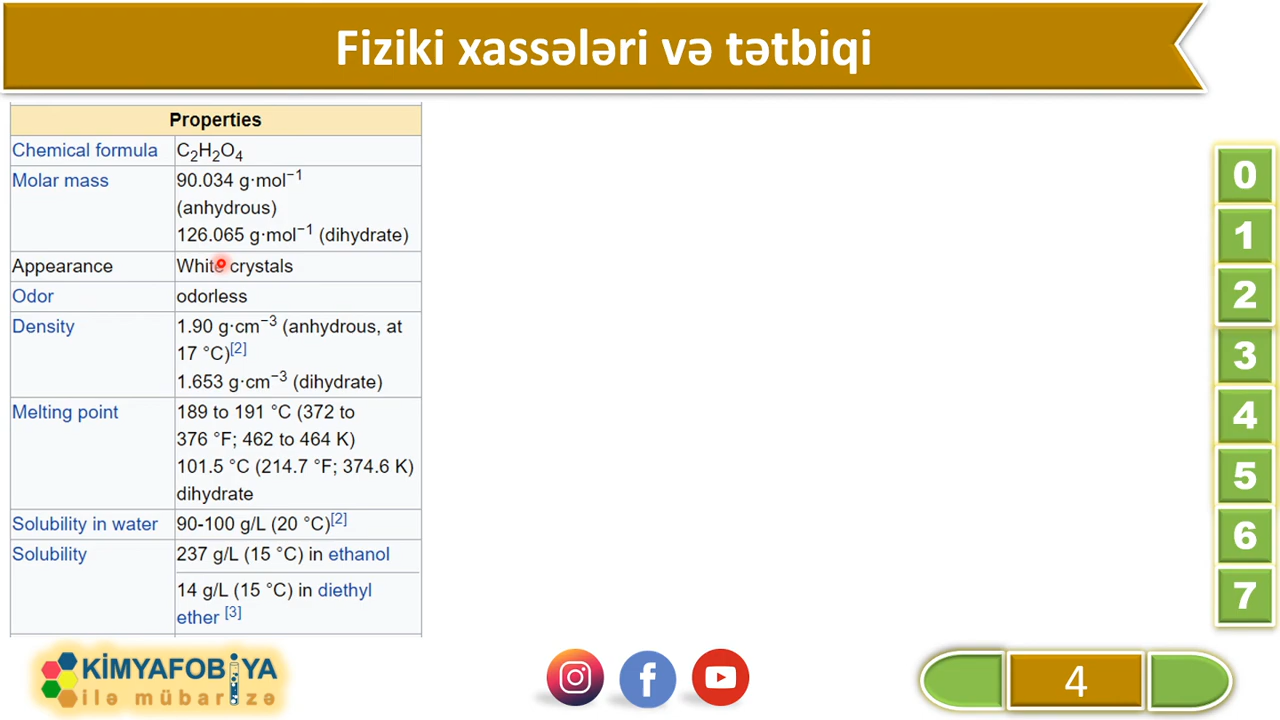 Fiziki xassələri və tətbiqi
Properties
Chemical formula C₂H₂O₄
Molar mass 90.034 g·mol⁻¹
(anhydrous)
126.065 g·mol⁻¹ (dihydrate)
Appearance White crystals
Odor odorless
Density 1.90 g·cm⁻³ (anhydrous, at
17 °C)[2]
1.653 g·cm⁻³ (dihydrate)
Melting point 189 to 191 °C (372 to
376 °F; 462 to 464 K)
101.5 °C (214.7 °F; 374.6 K)
dihydrate
Solubility in water 90-100 g/L (20 °C)[2]
Solubility 237 g/L (15 °C) in ethanol
14 g/L (15 °C) in diethyl
ether [3]
0
1
2
3
4
5
6
7
KİMYAFOBİYA
ilə mübarizə
4